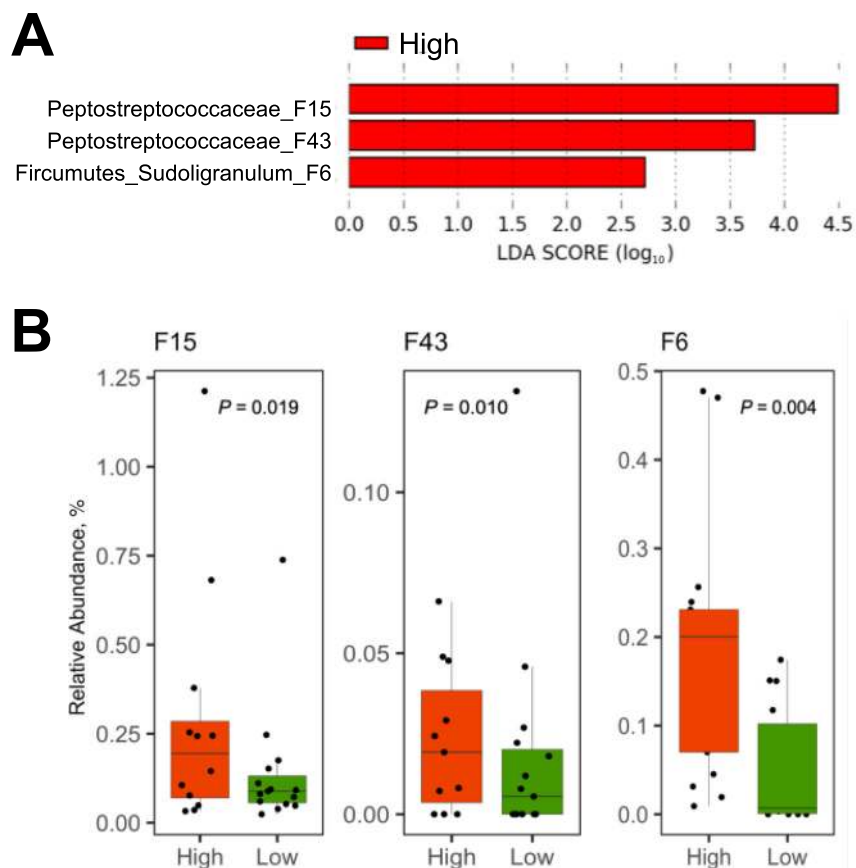 A
High
Peptostreptococcaceae_F15
Peptostreptococcaceae_F43
Fircumutes_Sudoligranulum_F6
0.0 0.5 1.0 1.5 2.0 2.5 3.0 3.5 4.0 4.5
LDA SCORE (log₁₀)
B
F15
F43
F6
Relative Abundance, %
1.25
1.00
0.75
0.50
0.25
0.00
P = 0.019
High Low
0.10
0.05
0.00
P = 0.010
High Low
0.5
0.4
0.3
0.2
0.1
0.0
P = 0.004
High Low